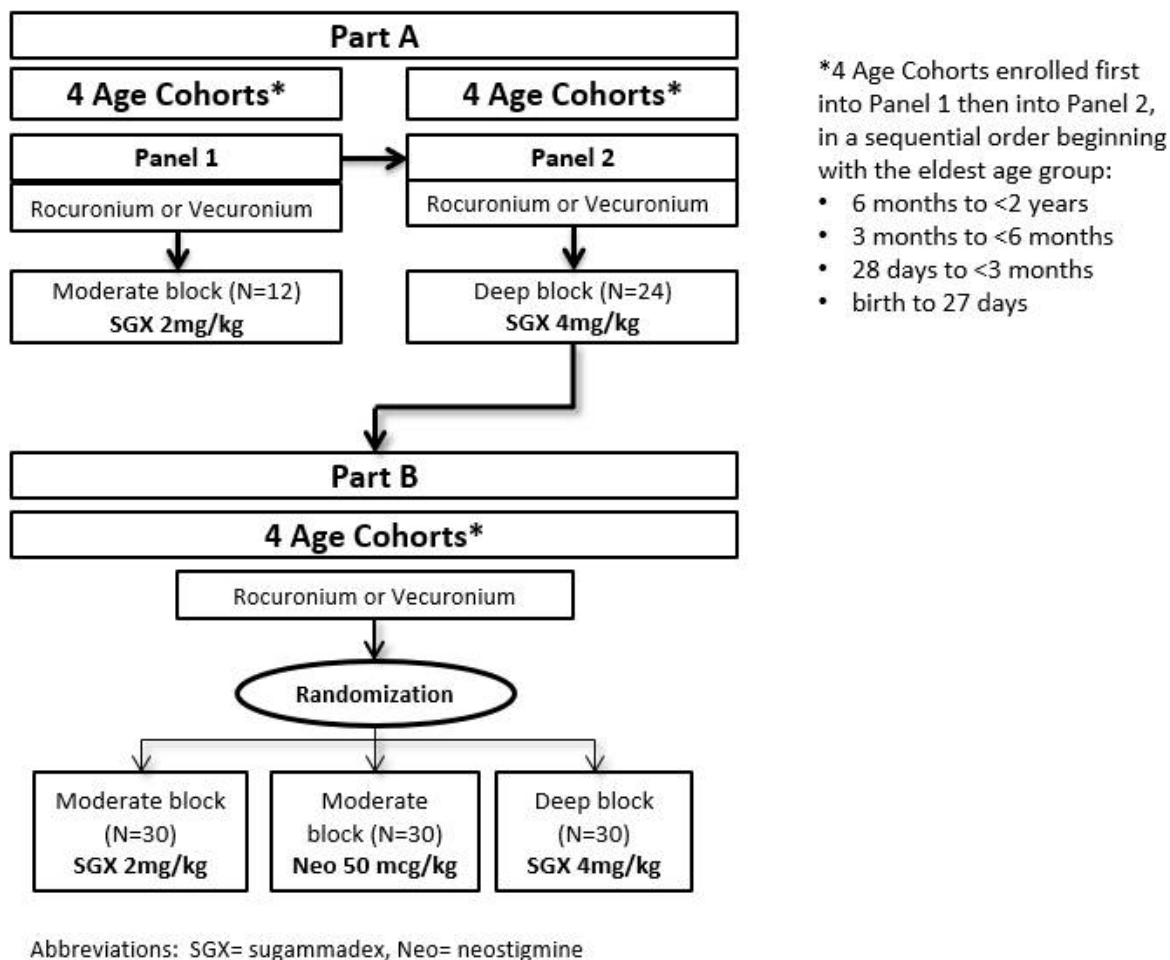 Part A
4 Age Cohorts*
4 Age Cohorts*
Panel 1
Panel 2
Rocuronium or Vecuronium
Rocuronium or Vecuronium
Moderate block (N=12)
SGX 2mg/kg
Deep block (N=24)
SGX 4mg/kg
*4 Age Cohorts enrolled first
into Panel 1 then into Panel 2,
in a sequential order beginning
with the eldest age group:
• 6 months to <2 years
• 3 months to <6 months
• 28 days to <3 months
• birth to 27 days
Part B
4 Age Cohorts*
Rocuronium or Vecuronium
Randomization
Moderate block
(N=30)
SGX 2mg/kg
Moderate
block (N=30)
Neo 50 mcg/kg
Deep block
(N=30)
SGX 4mg/kg
Abbreviations: SGX= sugammadex, Neo= neostigmine